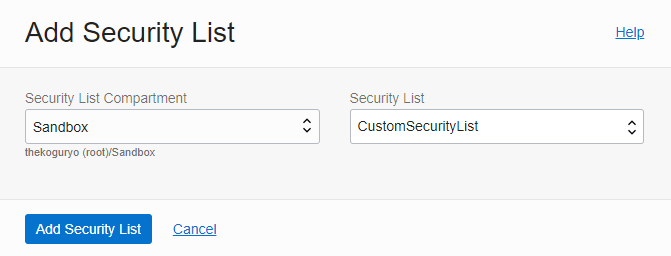 Add Security List
Help
Security List Compartment
Security List
Sandbox
CustomSecurityList
thekoguryo (root)/Sandbox
Add Security List
Cancel